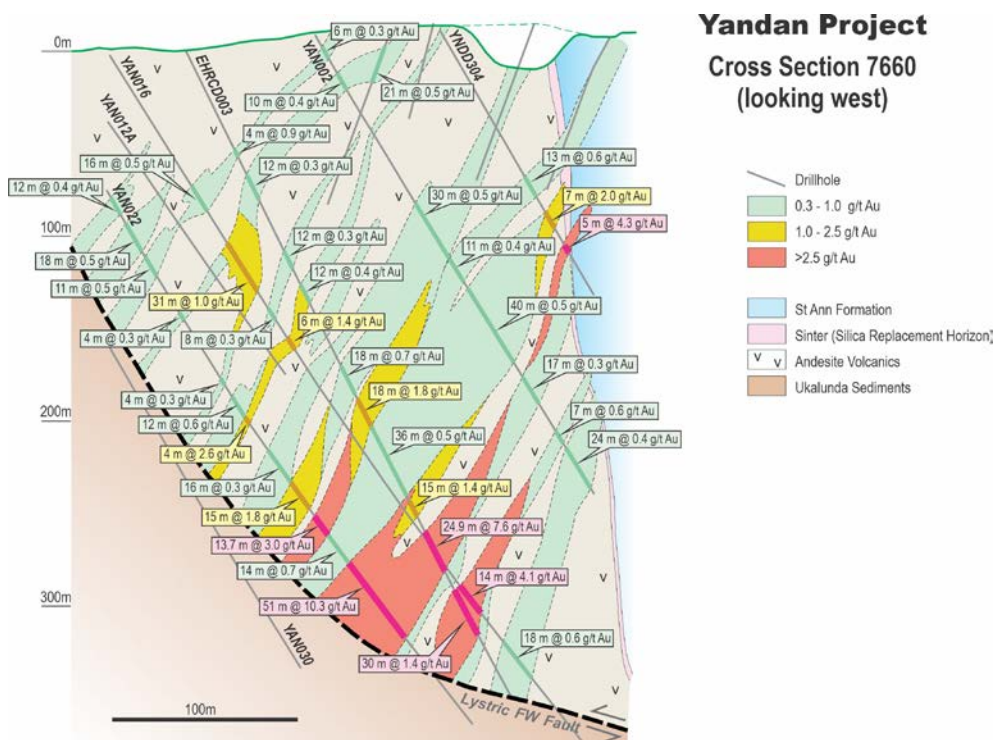 Yandan Project
Cross Section 7660
(looking west)
0m
100m
200m
300m
YAN016
EHRCD003
YAN002
YNDD304
YAN012A
YAN022
YAN030
6 m @ 0.3 g/t Au
21 m @ 0.5 g/t Au
10 m @ 0.4 g/t Au
4 m @ 0.9 g/t Au
16 m @ 0.5 g/t Au
12 m @ 0.3 g/t Au
13 m @ 0.6 g/t Au
12 m @ 0.4 g/t Au
30 m @ 0.5 g/t Au
7 m @ 2.0 g/t Au
5 m @ 4.3 g/t Au
12 m @ 0.3 g/t Au
11 m @ 0.4 g/t Au
18 m @ 0.5 g/t Au
12 m @ 0.4 g/t Au
11 m @ 0.5 g/t Au
31 m @ 1.0 g/t Au
40 m @ 0.5 g/t Au
6 m @ 1.4 g/t Au
4 m @ 0.3 g/t Au
8 m @ 0.3 g/t Au
18 m @ 0.7 g/t Au
17 m @ 0.3 g/t Au
18 m @ 1.8 g/t Au
4 m @ 0.3 g/t Au
7 m @ 0.6 g/t Au
12 m @ 0.6 g/t Au
36 m @ 0.5 g/t Au
24 m @ 0.4 g/t Au
4 m @ 2.6 g/t Au
16 m @ 0.3 g/t Au
15 m @ 1.4 g/t Au
15 m @ 1.8 g/t Au
24.9 m @ 7.6 g/t Au
13.7 m @ 3.0 g/t Au
14 m @ 0.7 g/t Au
14 m @ 4.1 g/t Au
51 m @ 10.3 g/t Au
18 m @ 0.6 g/t Au
30 m @ 1.4 g/t Au
Lystric FW Fault
100m
Drillhole
0.3 - 1.0 g/t Au
1.0 - 2.5 g/t Au
>2.5 g/t Au
St Ann Formation
Sinter (Silica Replacement Horizon)
v v Andesite Volcanics
Ukalunda Sediments